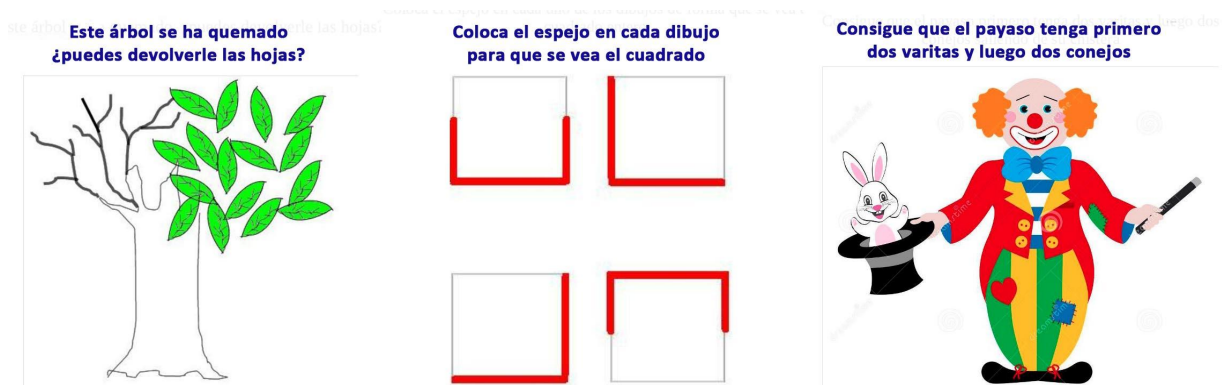 Este árbol se ha quemado
¿puedes devolverle las hojas?
Coloca el espejo en cada dibujo
para que se vea el cuadrado
Consigue que el payaso tenga primero
dos varitas y luego dos conejos